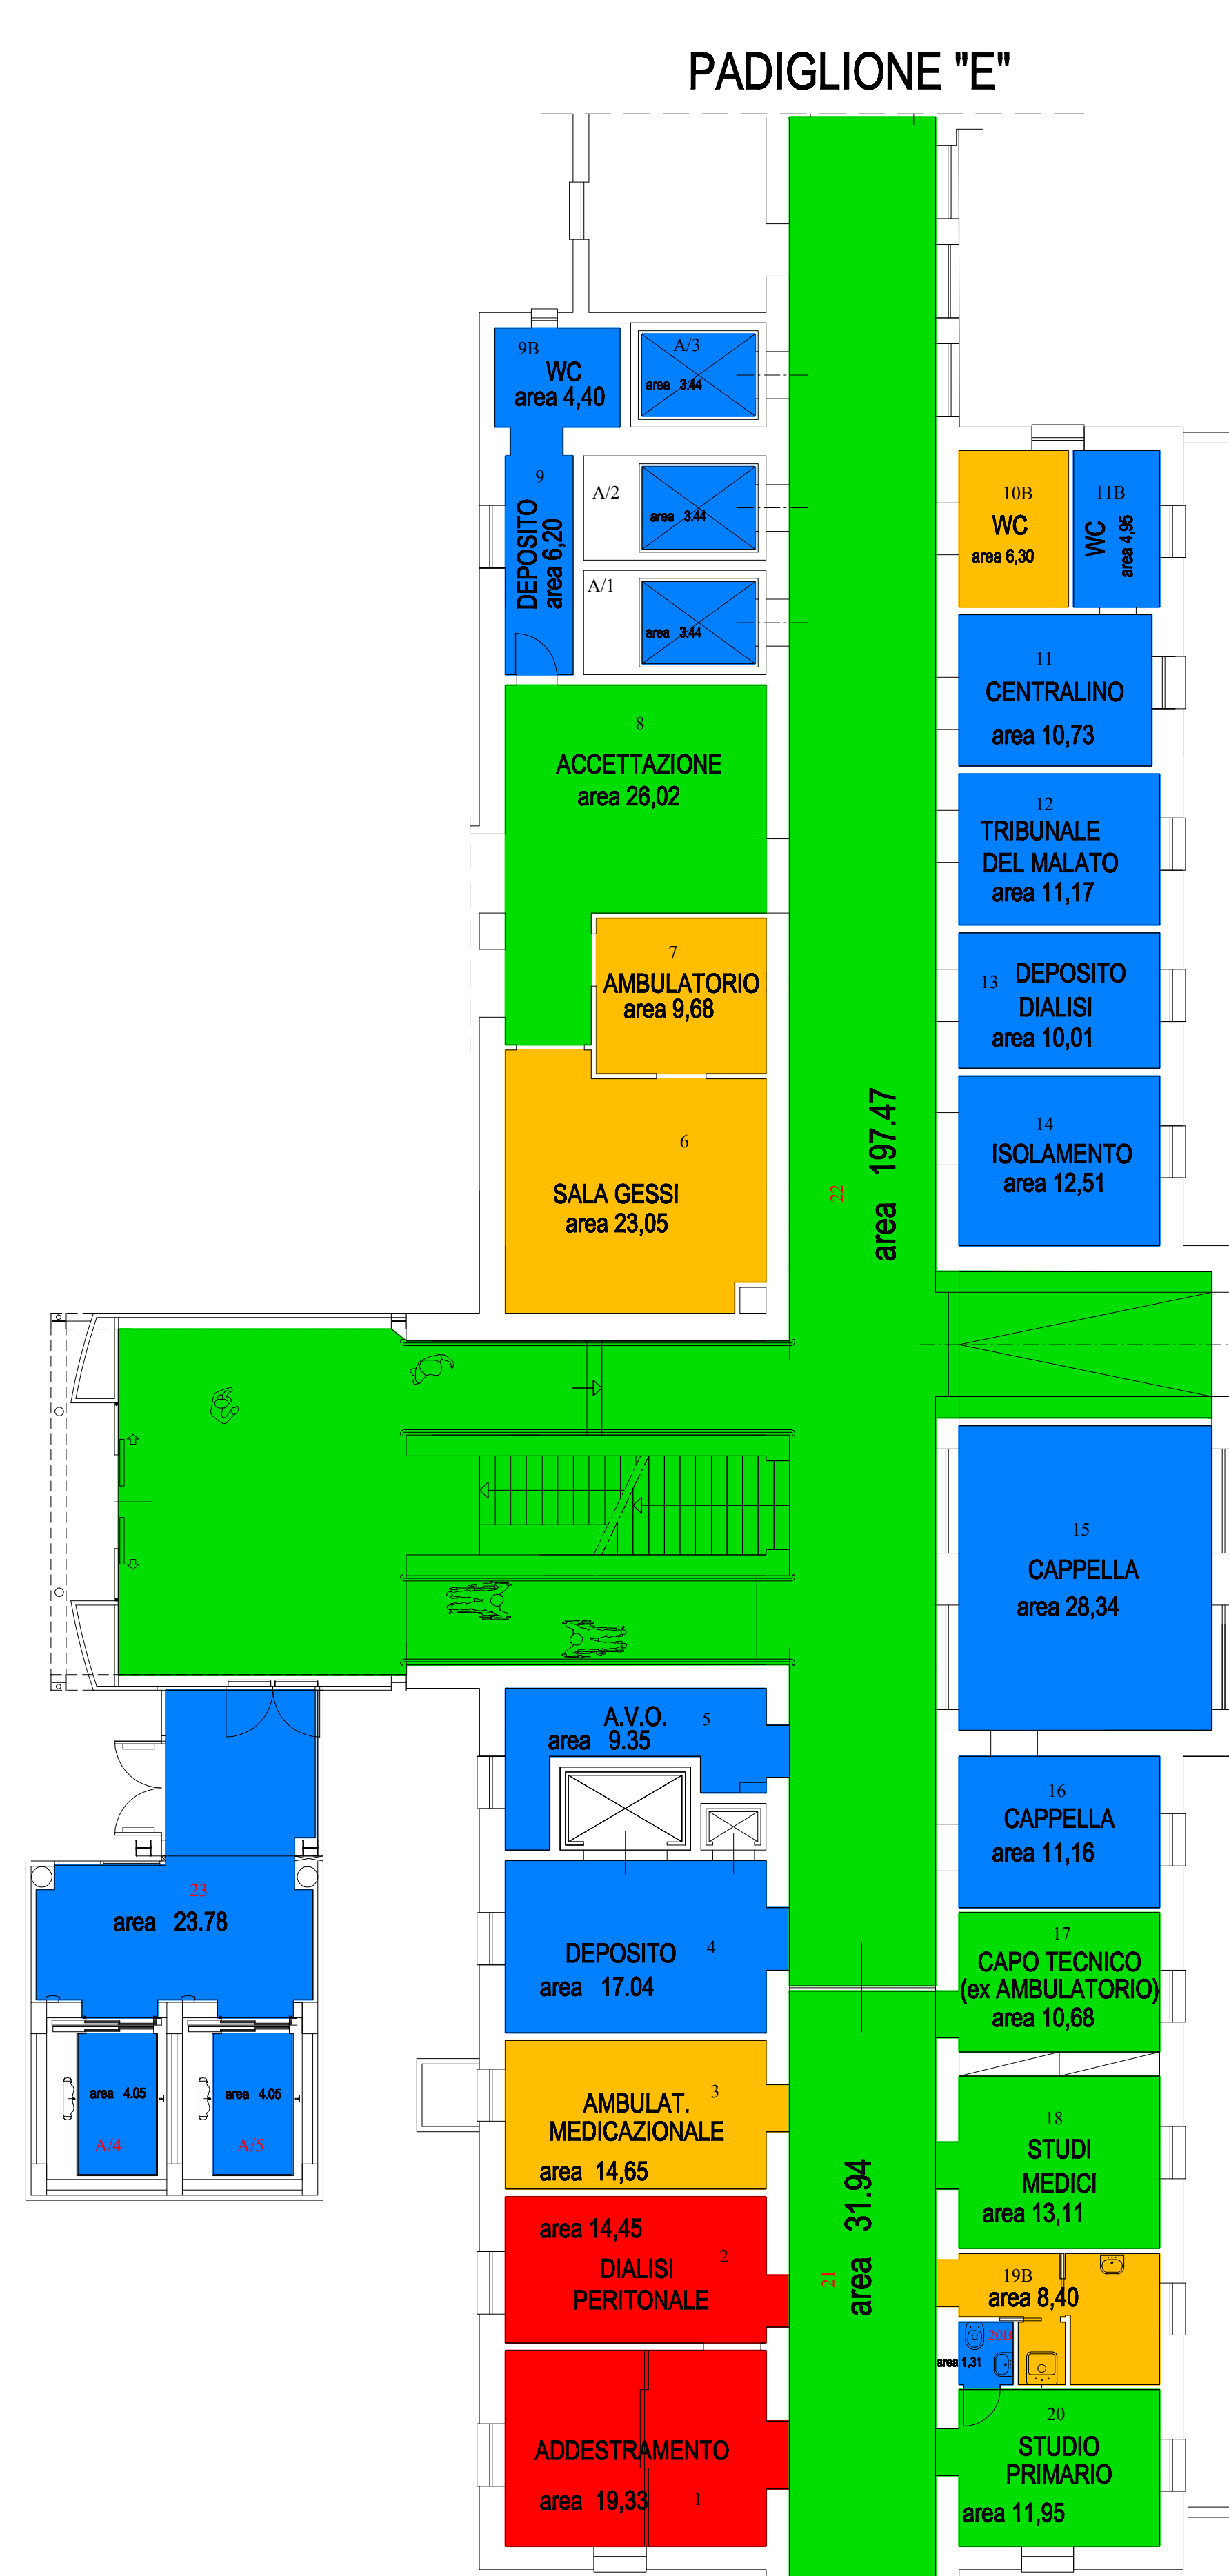 PADIGLIONE "E"
9B
WC
area 4,40
A/3
area 3.44
9
DEPOSITO
area 6,20
A/2
area 3.44
A/1
area 3.44
10B
WC
area 6,30
11B
WC
area 4,95
11
CENTRALINO
area 10,73
8
ACCETTAZIONE
area 26,02
12
TRIBUNALE
DEL MALATO
area 11,17
7
AMBULATORIO
area 9,68
13
DEPOSITO
DIALISI
area 10,01
6
SALA GESSI
area 23,05
22
area 197.47
14
ISOLAMENTO
area 12,51
15
CAPPELLA
area 28,34
A.V.O.
5
area 9.35
16
CAPPELLA
area 11,16
H
H
23
area 23.78
DEPOSITO
4
area 17.04
17
CAPO TECNICO
(ex AMBULATORIO)
area 10,68
area 4.05
A/4
area 4.05
A/5
3
AMBULAT.
MEDICAZIONALE
area 14,65
18
STUDI
MEDICI
area 13,11
area 14,45
2
DIALISI
PERITONALE
21
area 31.94
19B
area 8,40
20B
area 1,31
ADDESTRAMENTO
area 19,33
1
20
STUDIO
PRIMARIO
area 11,95